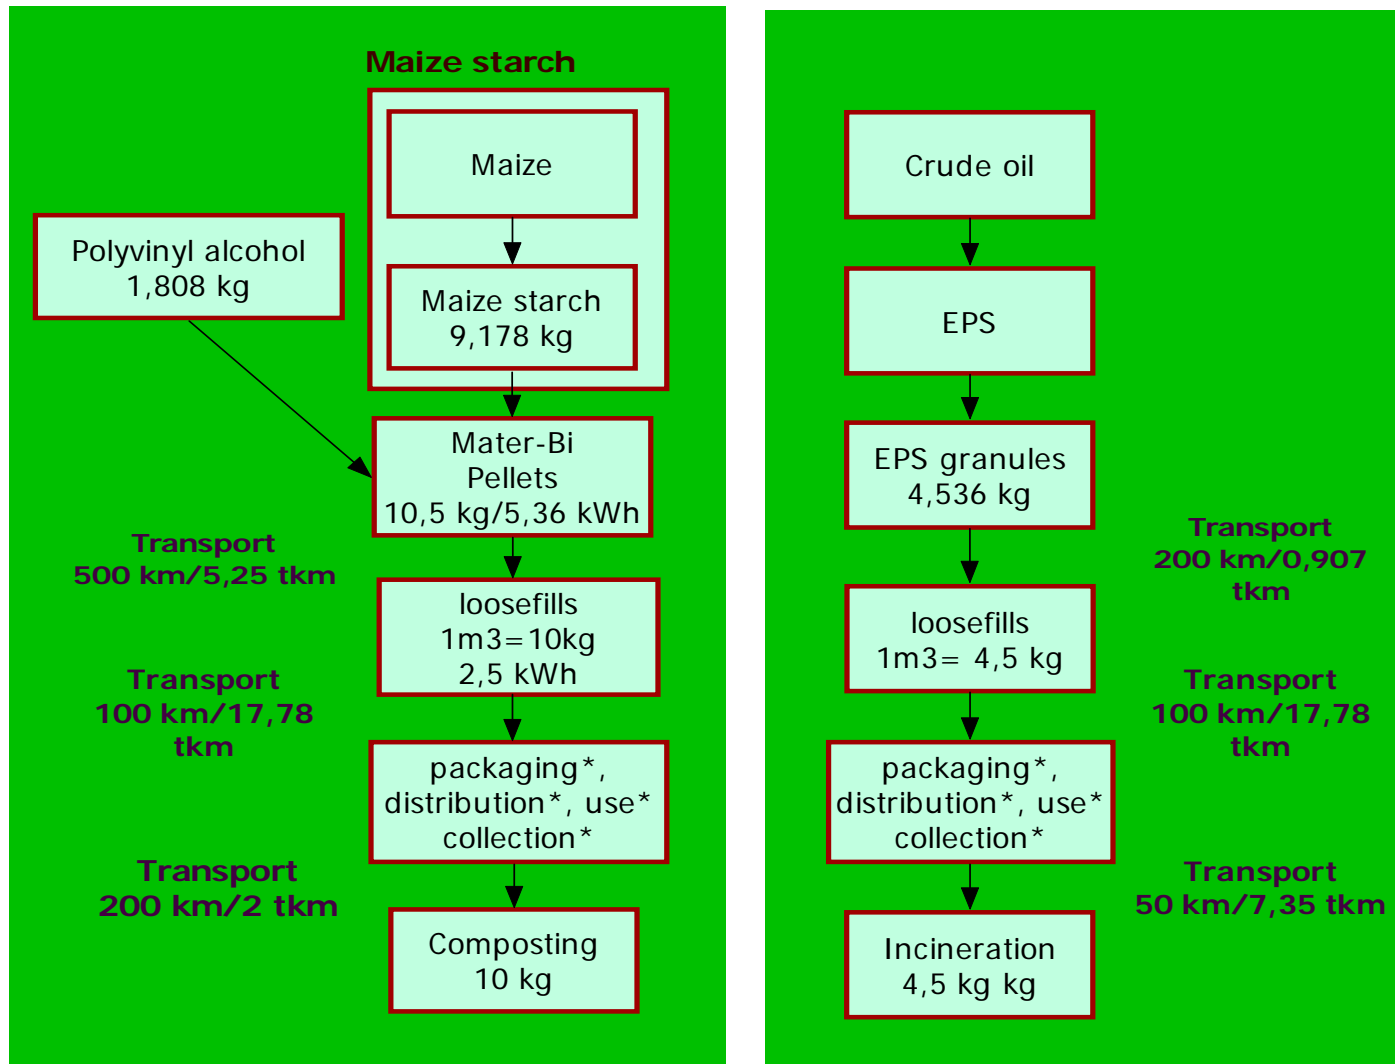 Maize starch
Maize
Polyvinyl alcohol
1,808 kg
Maize starch
9,178 kg
Mater-Bi
Pellets
10,5 kg/5,36 kWh
Transport
500 km/5,25 tkm
loosefills
1m3=10kg
2,5 kWh
Transport
100 km/17,78
tkm
packaging*,
distribution*, use*
collection*
Transport
200 km/2 tkm
Composting
10 kg
Crude oil
EPS
EPS granules
4,536 kg
Transport
200 km/0,907
tkm
loosefills
1m3= 4,5 kg
Transport
100 km/17,78
tkm
packaging*,
distribution*, use*
collection*
Transport
50 km/7,35 tkm
Incineration
4,5 kg kg